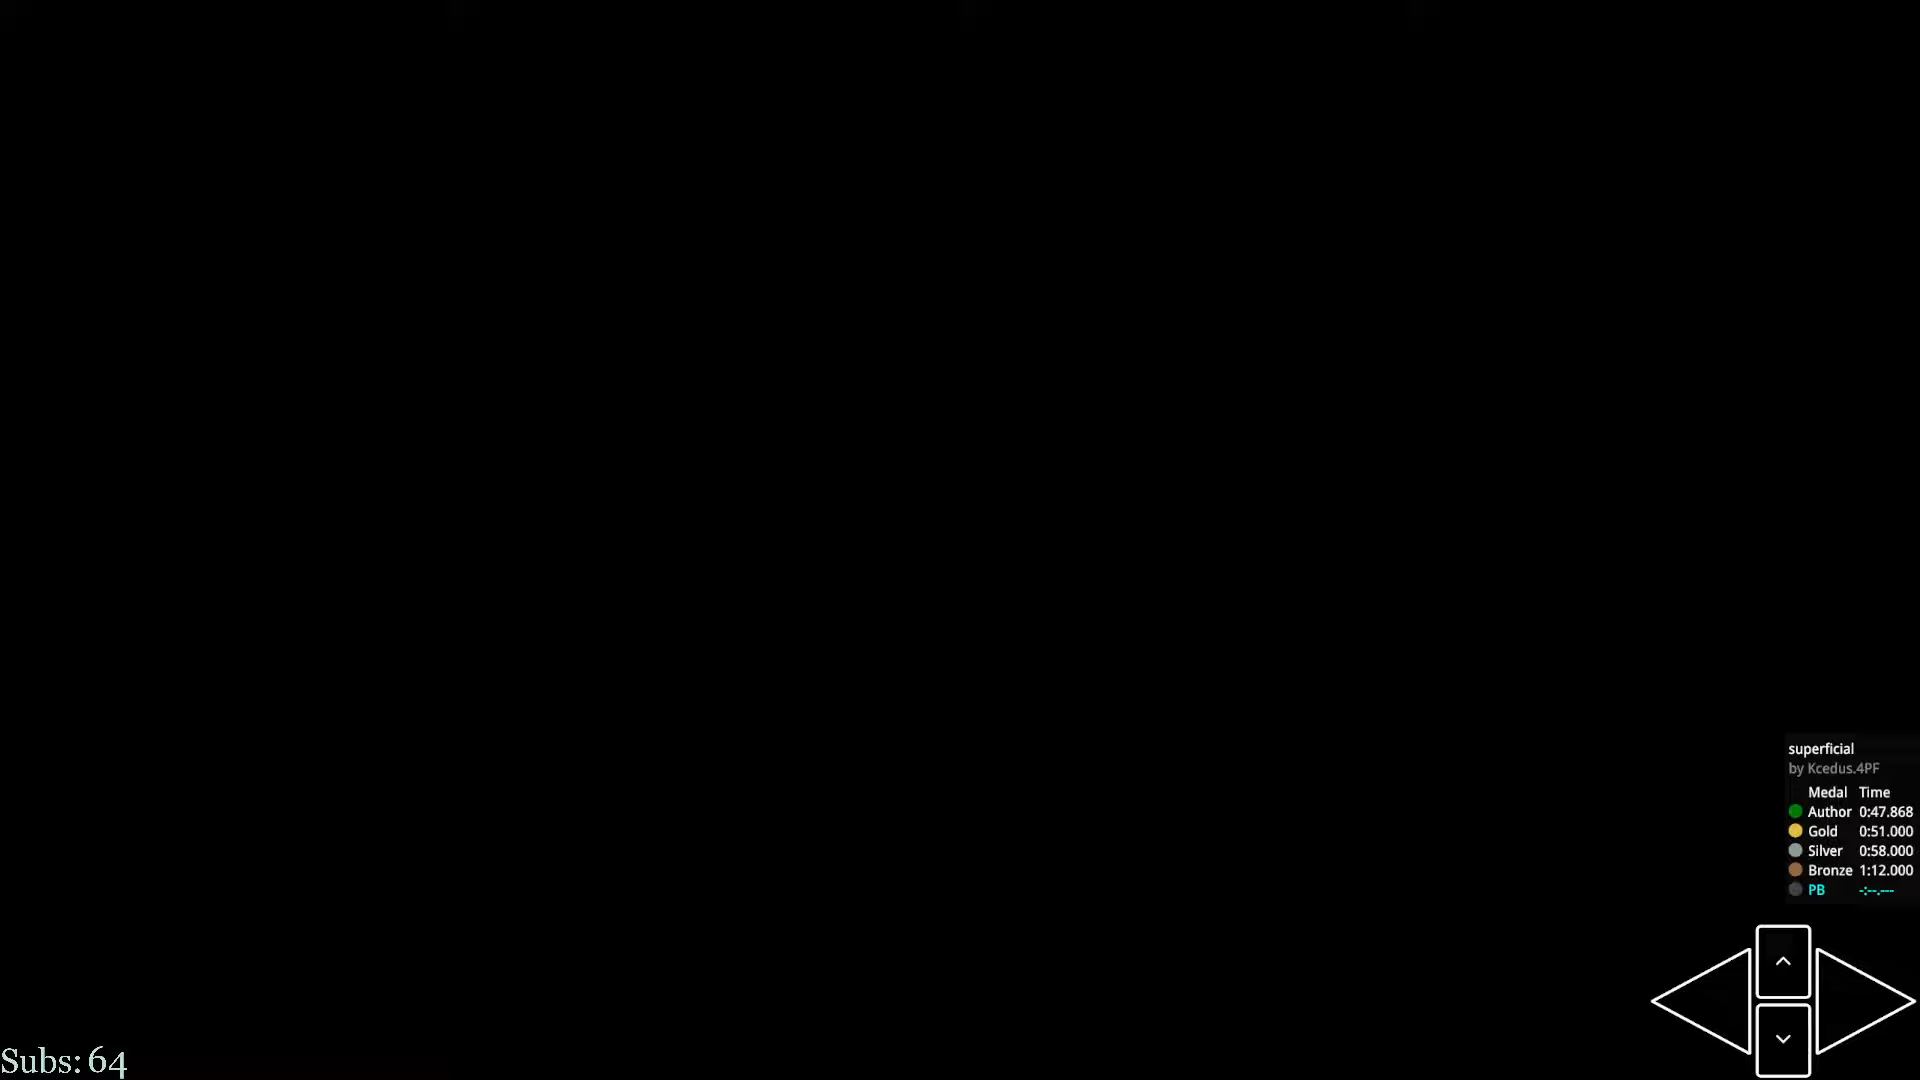 superficial
by Kcedus.4PF
Medal Time
Author 0:47.868
Gold 0:51.000
Silver 0:58.000
Bronze 1:12.000
PB -:--.---
Subs: 64